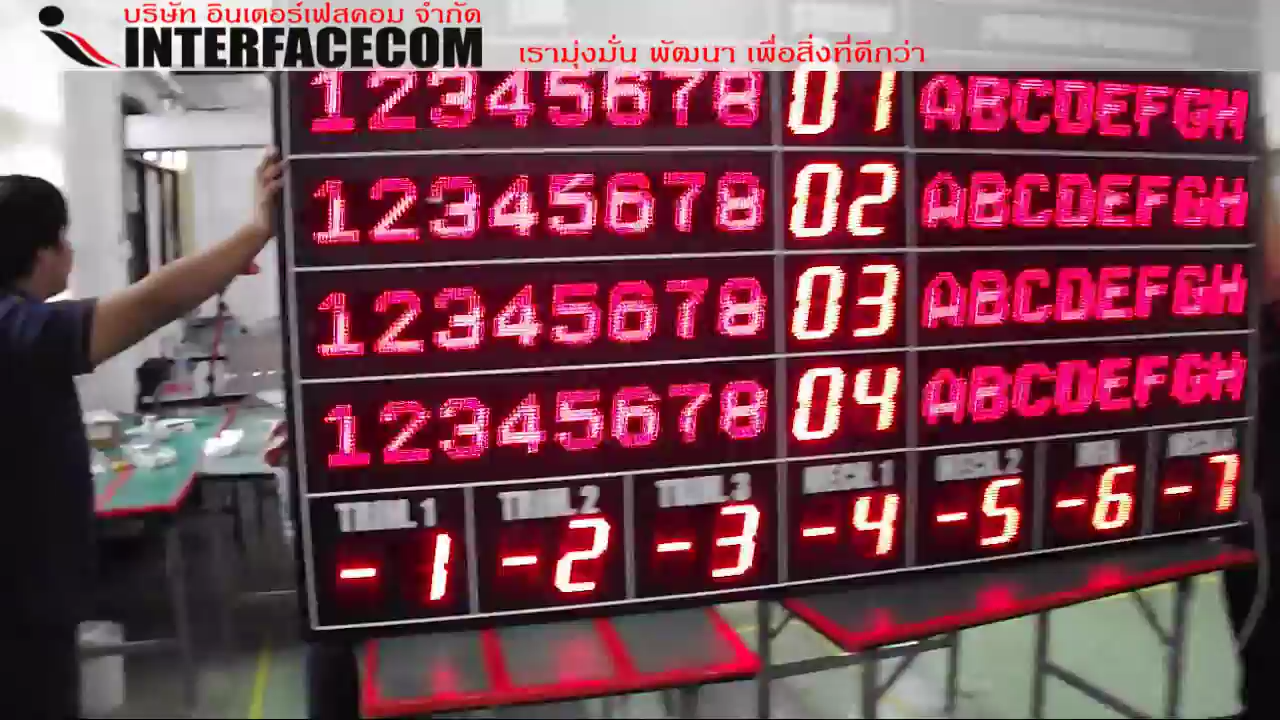 บริษัท อินเตอร์เฟสคอม จำกัด
INTERFACECOM
เรามุ่งมั่น พัฒนา เพื่อสิ่งที่ดีกว่า
12345678 01 ABCDEFGH
12345678 02 ABCDEFGH
12345678 03 ABCDEFGH
12345678 04 ABCDEFGH
-1 -2 -3 -4 -5 -6 -7